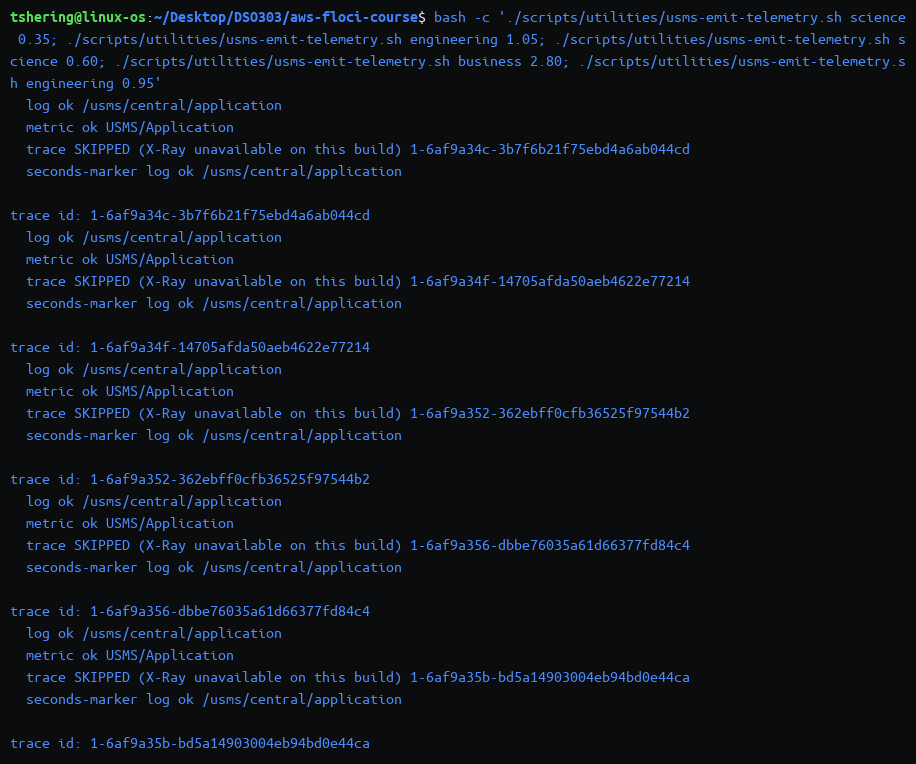 tshering@linux-os:~/Desktop/DSO303/aws-floci-course$ bash -c './scripts/utilities/usms-emit-telemetry.sh science
 0.35; ./scripts/utilities/usms-emit-telemetry.sh engineering 1.05; ./scripts/utilities/usms-emit-telemetry.sh s
cience 0.60; ./scripts/utilities/usms-emit-telemetry.sh business 2.80; ./scripts/utilities/usms-emit-telemetry.s
h engineering 0.95'
  log ok /usms/central/application
  metric ok USMS/Application
  trace SKIPPED (X-Ray unavailable on this build) 1-6af9a34c-3b7f6b21f75ebd4a6ab044cd
  seconds-marker log ok /usms/central/application

trace id: 1-6af9a34c-3b7f6b21f75ebd4a6ab044cd
  log ok /usms/central/application
  metric ok USMS/Application
  trace SKIPPED (X-Ray unavailable on this build) 1-6af9a34f-14705afda50aeb4622e77214
  seconds-marker log ok /usms/central/application

trace id: 1-6af9a34f-14705afda50aeb4622e77214
  log ok /usms/central/application
  metric ok USMS/Application
  trace SKIPPED (X-Ray unavailable on this build) 1-6af9a352-362ebff0cfb36525f97544b2
  seconds-marker log ok /usms/central/application

trace id: 1-6af9a352-362ebff0cfb36525f97544b2
  log ok /usms/central/application
  metric ok USMS/Application
  trace SKIPPED (X-Ray unavailable on this build) 1-6af9a356-dbbe76035a61d66377fd84c4
  seconds-marker log ok /usms/central/application

trace id: 1-6af9a356-dbbe76035a61d66377fd84c4
  log ok /usms/central/application
  metric ok USMS/Application
  trace SKIPPED (X-Ray unavailable on this build) 1-6af9a35b-bd5a14903004eb94bd0e44ca
  seconds-marker log ok /usms/central/application

trace id: 1-6af9a35b-bd5a14903004eb94bd0e44ca